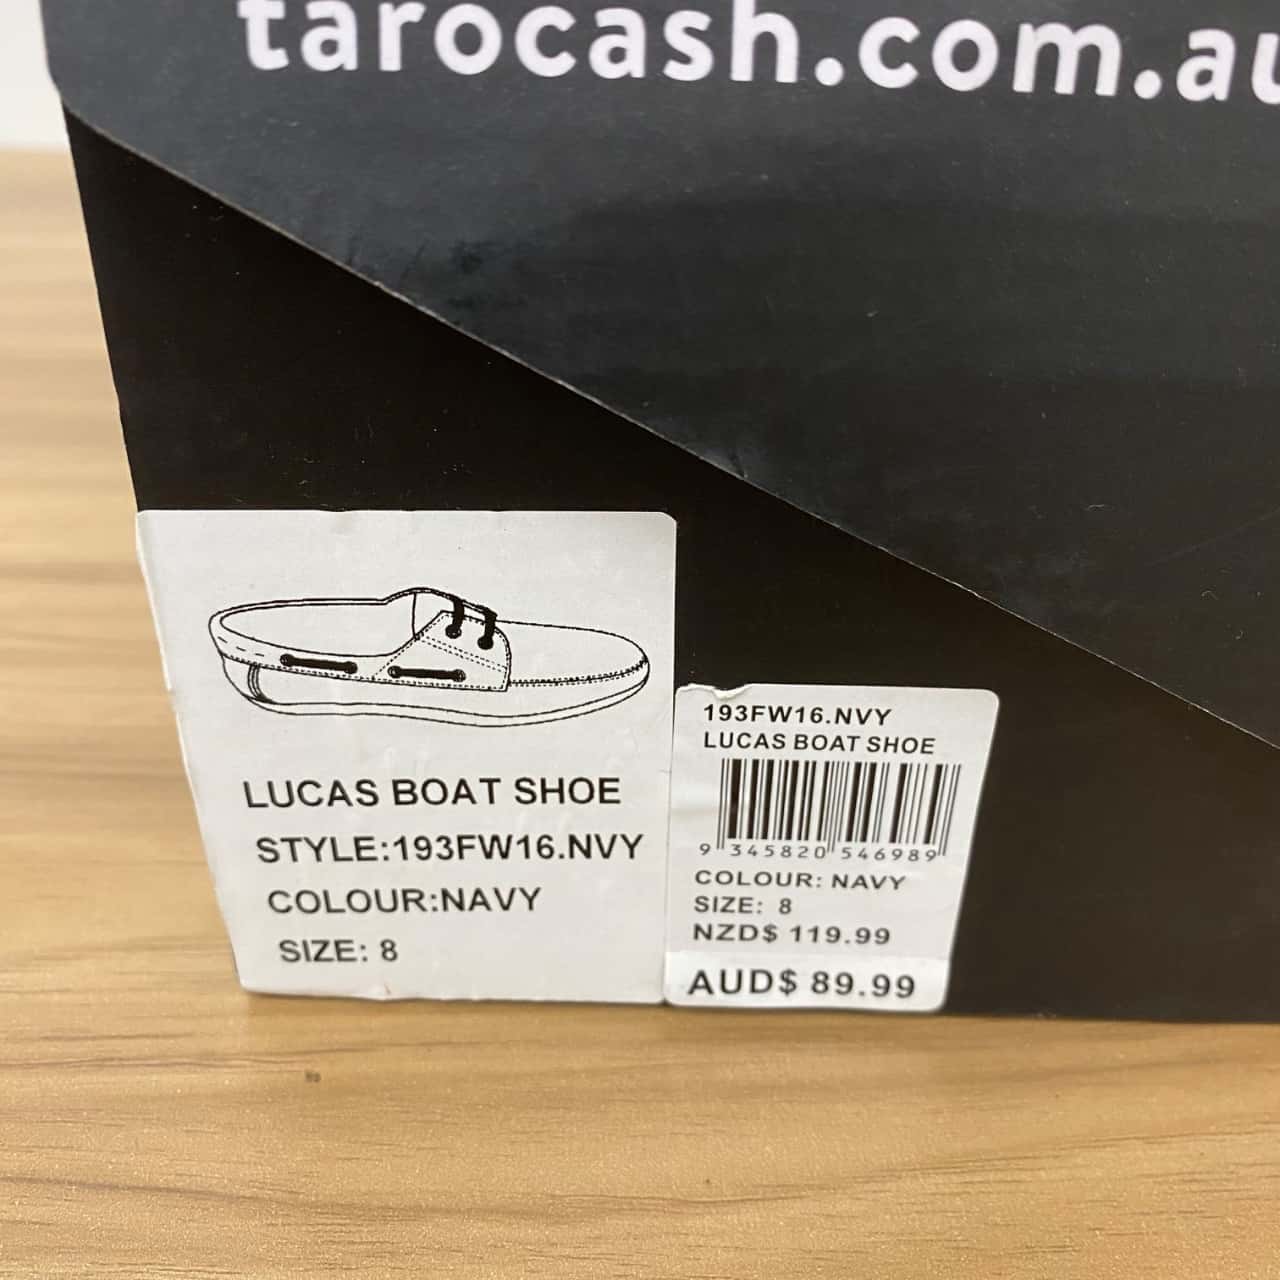 tarocash.com.au
LUCAS BOAT SHOE
STYLE:193FW16.NVY
COLOUR:NAVY
SIZE: 8
193FW16.NVY
LUCAS BOAT SHOE
9 345820 546989
COLOUR: NAVY
SIZE: 8
NZD$ 119.99
AUD$ 89.99